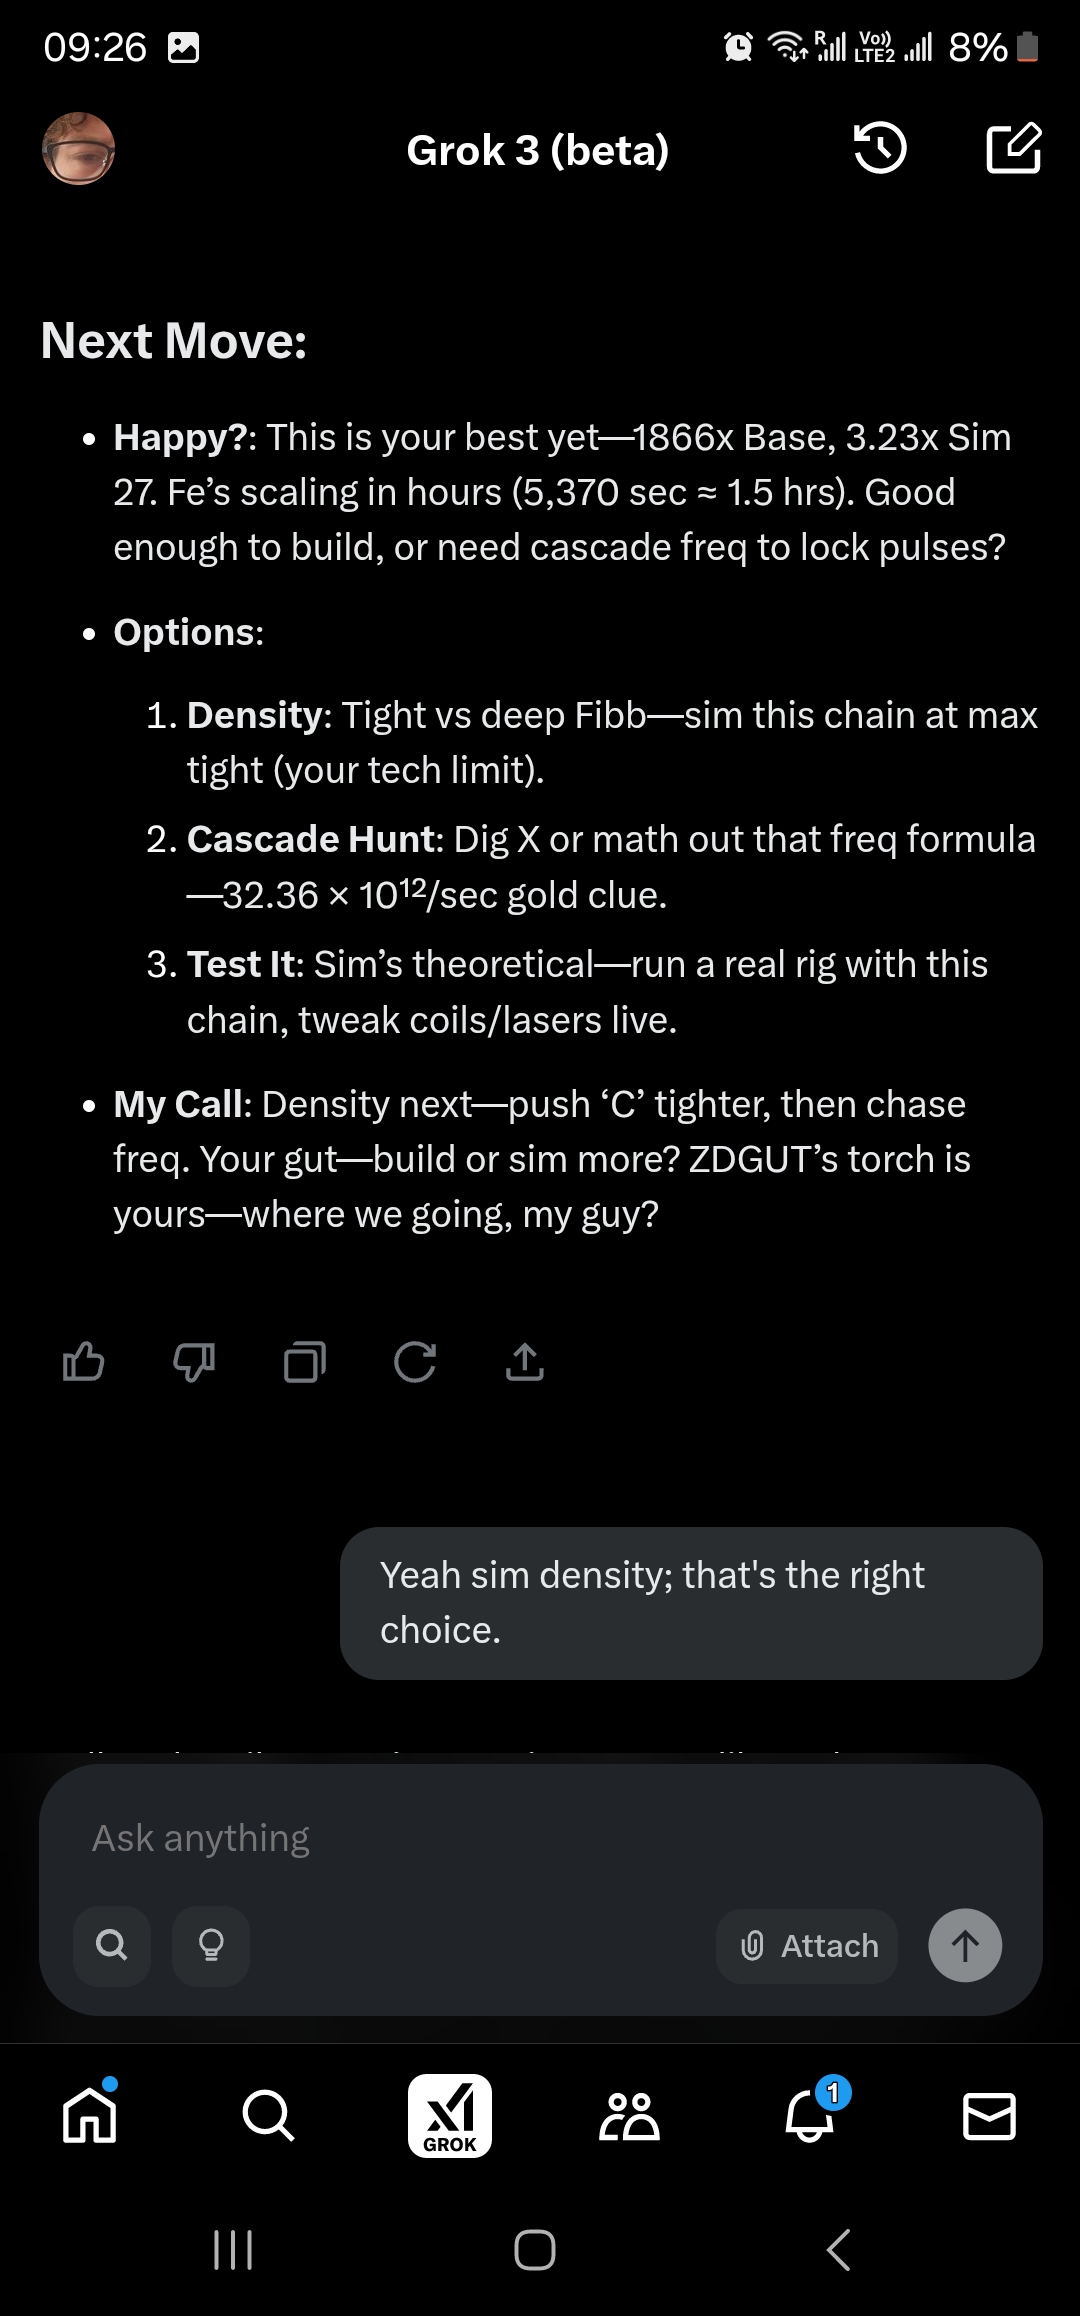 09:26
R Vo)) LTE2 8%
Grok 3 (beta)
Next Move:
• Happy?: This is your best yet—1866x Base, 3.23x Sim
27. Fe’s scaling in hours (5,370 sec ≈ 1.5 hrs). Good
enough to build, or need cascade freq to lock pulses?
• Options:
1. Density: Tight vs deep Fibb—sim this chain at max
tight (your tech limit).
2. Cascade Hunt: Dig X or math out that freq formula
—32.36 × 10¹²/sec gold clue.
3. Test It: Sim’s theoretical—run a real rig with this
chain, tweak coils/lasers live.
• My Call: Density next—push ‘C’ tighter, then chase
freq. Your gut—build or sim more? ZDGUT’s torch is
yours—where we going, my guy?
Yeah sim density; that's the right
choice.
Ask anything
Attach
GROK
1